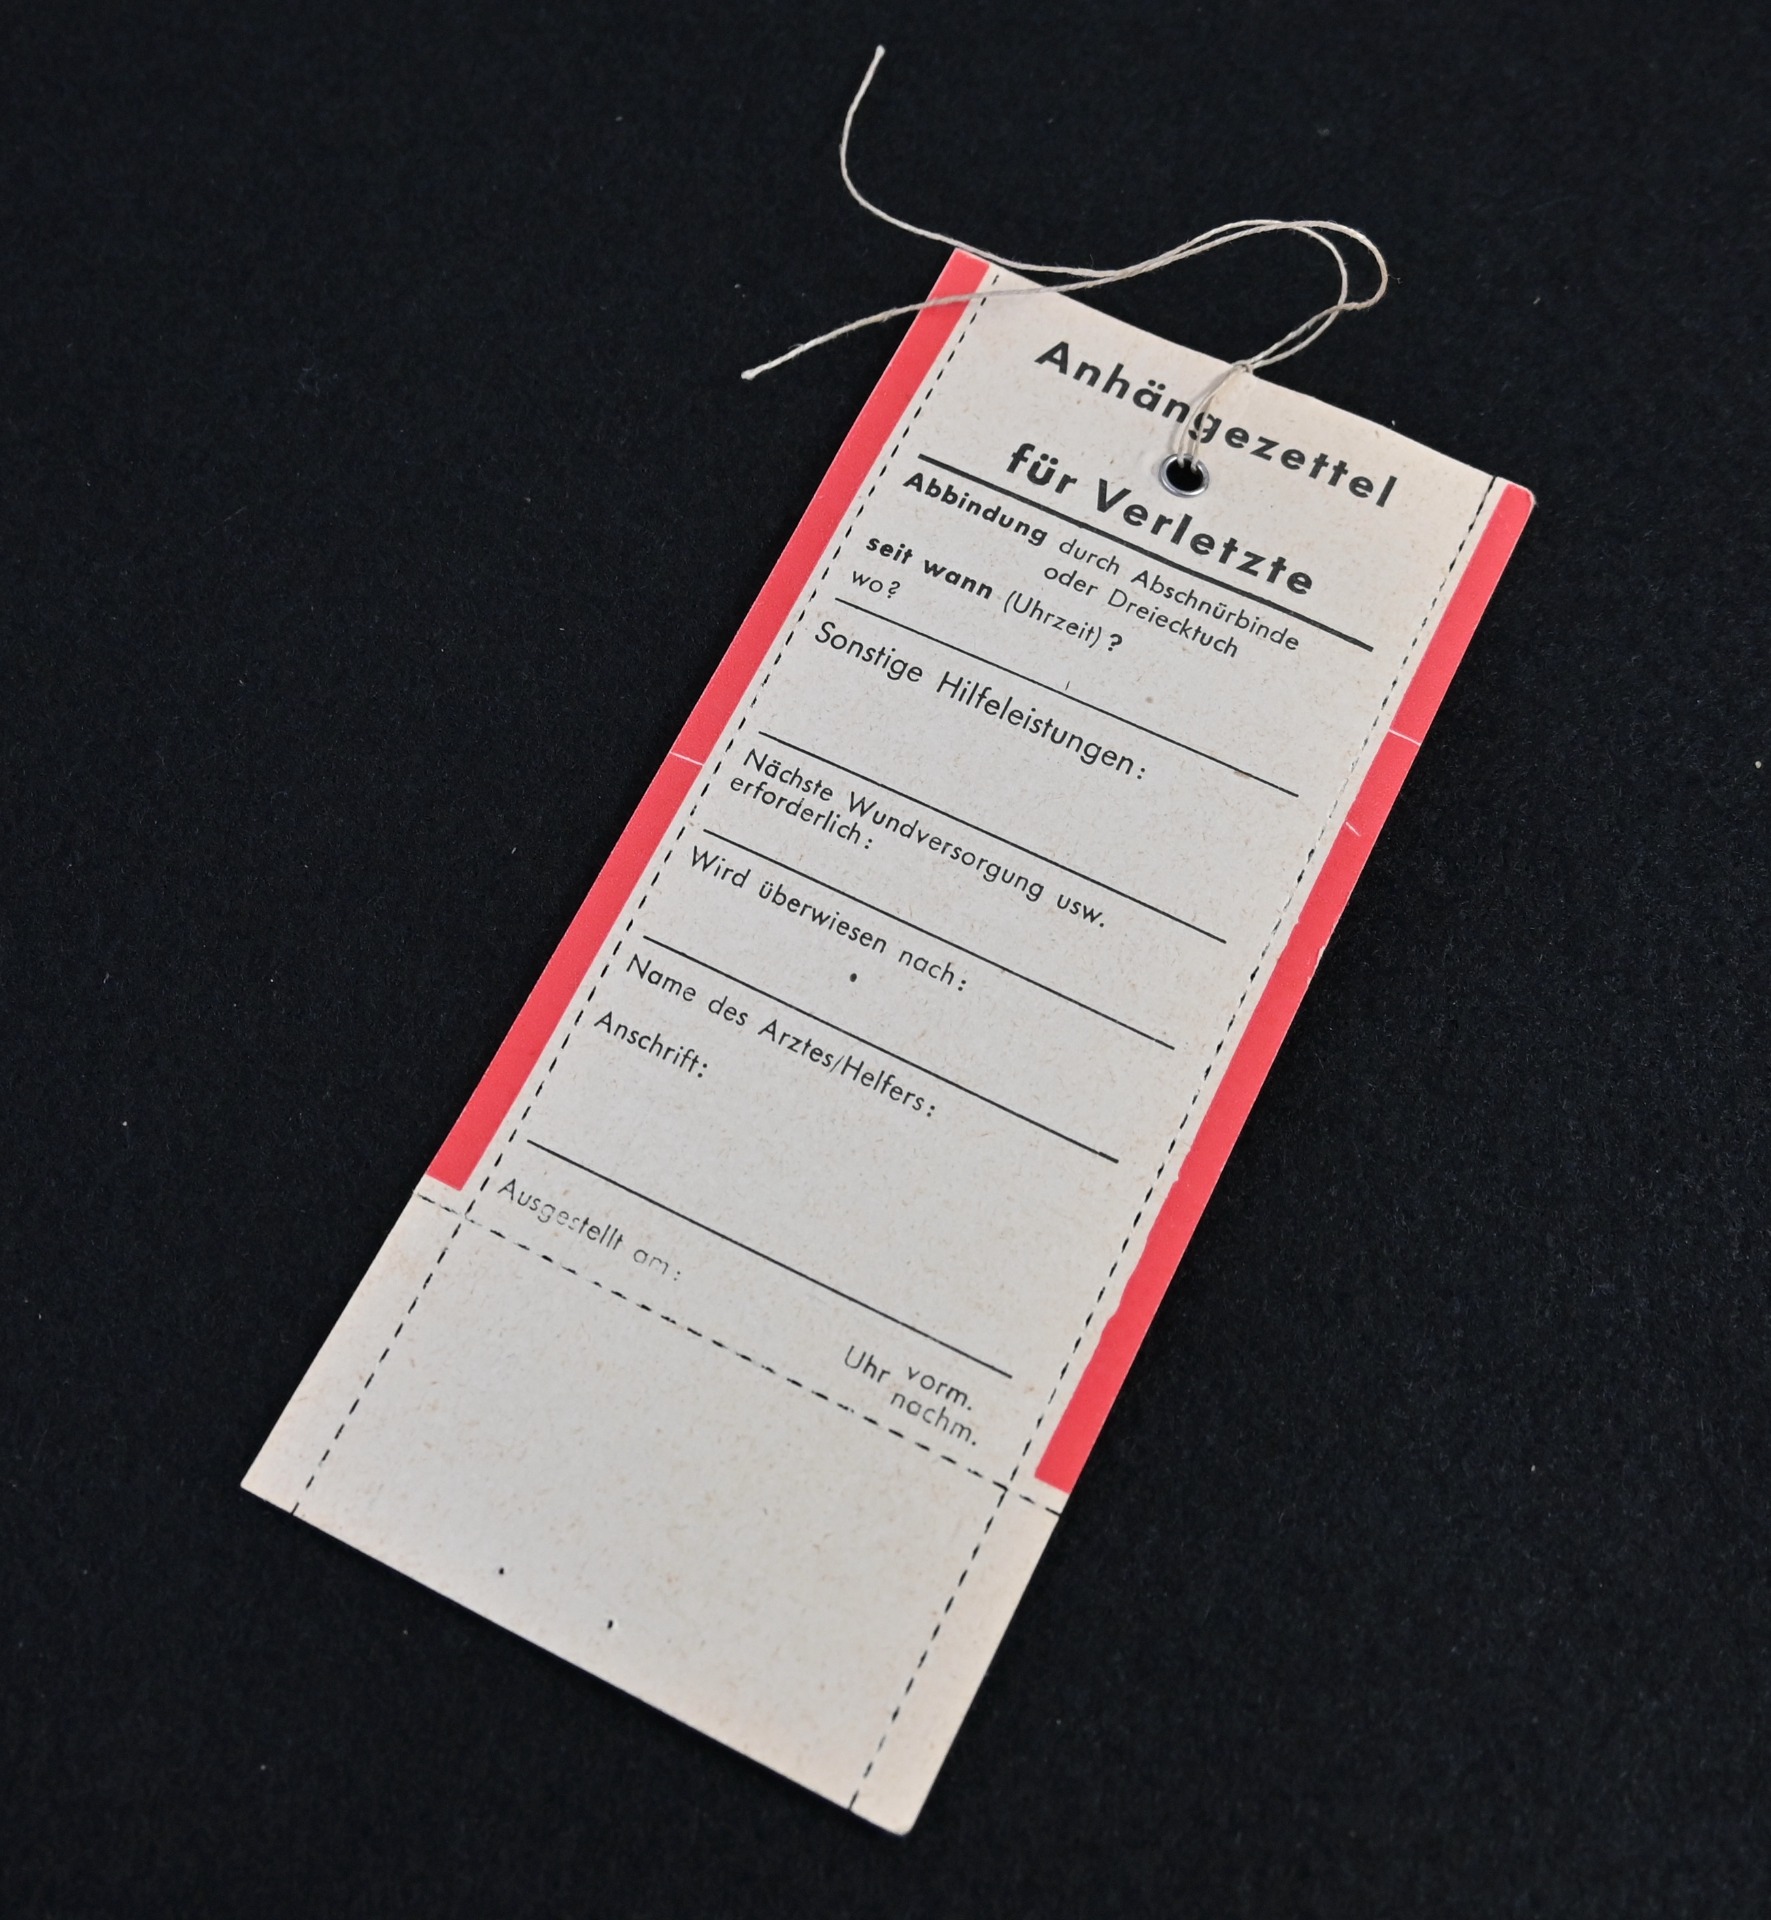 Anhängezettel
für Verletzte
Abbindung durch Abschnürbinde
oder Dreiecktuch
seit wann (Uhrzeit) ?
wo?
Sonstige Hilfeleistungen:
Nächste Wundversorgung usw.
erforderlich:
Wird überwiesen nach:
Name des Arztes/Helfers:
Anschrift:
Ausgestellt am:
Uhr vorm.
nachm.